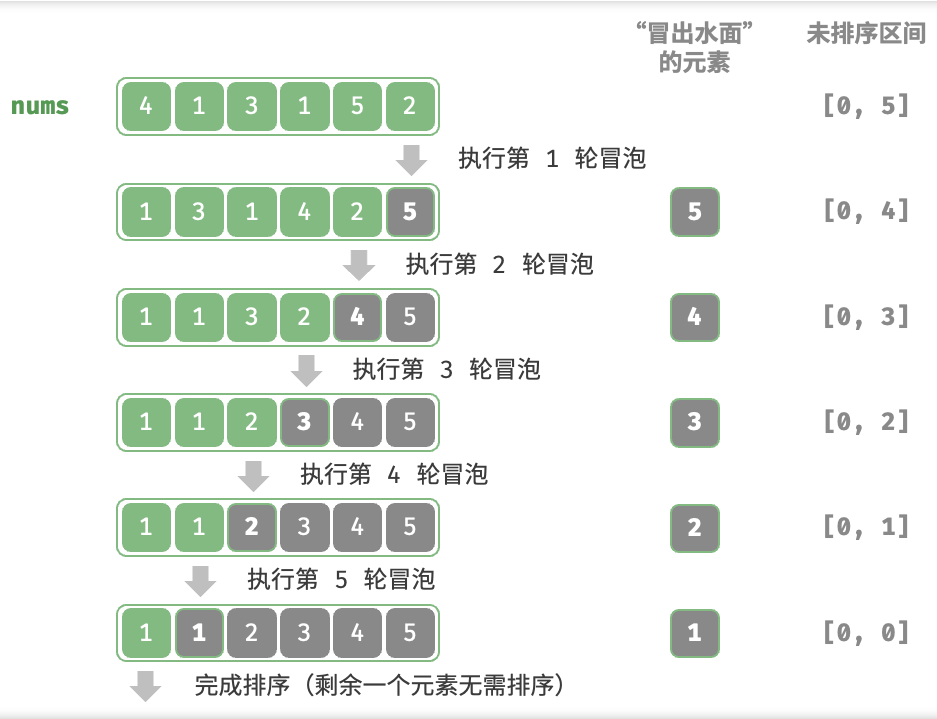 “冒出水面” 未排序区间
的元素
nums 4 1 3 1 5 2 [0, 5]
执行第 1 轮冒泡
1 3 1 4 2 5 5 [0, 4]
执行第 2 轮冒泡
1 1 3 2 4 5 4 [0, 3]
执行第 3 轮冒泡
1 1 2 3 4 5 3 [0, 2]
执行第 4 轮冒泡
1 1 2 3 4 5 2 [0, 1]
执行第 5 轮冒泡
1 1 2 3 4 5 1 [0, 0]
完成排序（剩余一个元素无需排序）